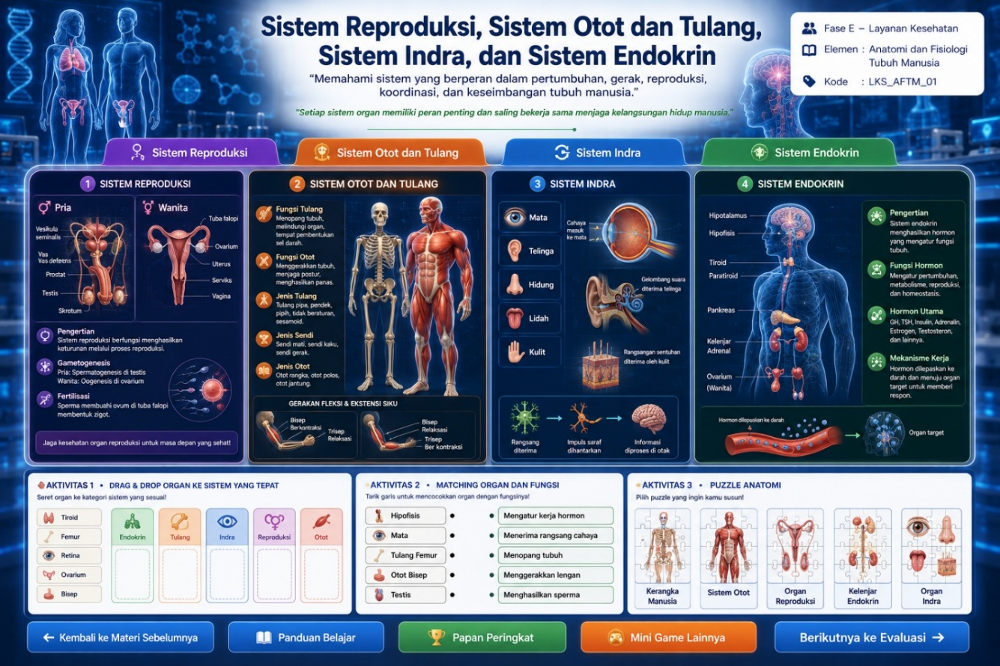 Sistem Reproduksi, Sistem Otot dan Tulang,
Sistem Indra, dan Sistem Endokrin
“Memahami sistem yang berperan dalam pertumbuhan, gerak, reproduksi,
koordinasi, dan keseimbangan tubuh manusia.”
"Setiap sistem organ memiliki peran penting dan saling bekerja sama menjaga kelangsungan hidup manusia."
Fase E – Layanan Kesehatan
Elemen : Anatomi dan Fisiologi
Tubuh Manusia
Kode : LKS_AFTM_01
Sistem Reproduksi
Sistem Otot dan Tulang
Sistem Indra
Sistem Endokrin
1 SISTEM REPRODUKSI
Pria
Wanita
Vesikula
seminalis
Vas
Vas defeens
Prostat
Testis
Skrotum
Tuba falopi
Ovarium
Uterus
Serviks
Vagina
Pengertian
Sistem reproduksi berfungsi menghasilkan
keturunan melalui proses reproduksi.
Gametogenesis
Pria: Spermatogenesis di testis
Wanita: Oogenesis di ovarium
Fertilisasi
Sperma membuahi ovum di tuba falopi
membentuk zigot.
Jaga kesehatan organ reproduksi untuk masa depan yang sehat!
2 SISTEM OTOT DAN TULANG
Fungsi Tulang
Menopang tubuh,
melindungi organ,
tempat pembentukan
sel darah.
Fungsi Otot
Menggerakkan tubuh,
menjaga postur,
menghasilkan panas.
Jenis Tulang
Tulang pipa, pendek,
pipih, tidak beraturan,
sesamoid.
Jenis Sendi
Sendi mati, sendi kaku,
sendi gerak.
Jenis Otot
Otot rangka, otot polos,
otot jantung.
GERAKAN FLEKSI & EKSTENSI SIKU
Bisep
Berkontraksi
Trisep
Relaksasi
Bisep
Relaksasi
Trisep
Ber kontraksi
3 SISTEM INDRA
Mata
Telinga
Hidung
Lidah
Kulit
Cahaya
masuk
ke mata
Gelombang suara
diterima telinga
Rangsangan sentuhan
diterima oleh kulit
Rangsang
diterima
Impuls saraf
dihantarkan
Informasi
diproses di otak
4 SISTEM ENDOKRIN
Hipotalamus
Hipofisis
Tiroid
Paratiroid
Pankreas
Kelenjar
Adrenal
Ovarium
(Wanita)
Pengertian
Sistem endokrin
menghasilkan hormon
yang mengatur fungsi
tubuh.
Fungsi Hormon
Mengatur pertumbuhan,
metabolisme, reproduksi,
dan homeostasis.
Hormon Utama
GH, TSH, Insulin, Adrenalin,
Estrogen, Testosteron,
dan lainnya.
Mekanisme Kerja
Hormon dilepaskan ke
darah dan menuju organ
target untuk memberi
respon.
Hormon dilepaskan ke darah
Organ target
AKTIVITAS 1 • DRAG & DROP ORGAN KE SISTEM YANG TEPAT
Seret organ ke kategori sistem yang sesuai!
Tiroid
Femur
Retina
Ovarium
Bisep
Endokrin
Tulang
Indra
Reproduksi
Otot
AKTIVITAS 2 • MATCHING ORGAN DAN FUNGSI
Tarik garis untuk mencocokkan organ dengan fungsinya!
Hipofisis
Mengatur kerja hormon
Mata
Menerima rangsang cahaya
Tulang Femur
Menopang tubuh
Otot Bisep
Menggerakkan lengan
Testis
Menghasilkan sperma
AKTIVITAS 3 • PUZZLE ANATOMI
Pilih puzzle yang ingin kamu susun!
Kerangka
Manusia
Sistem Otot
Organ
Reproduksi
Kelenjar
Endokrin
Organ
Indra
← Kembali ke Materi Sebelumnya
Panduan Belajar
Papan Peringkat
Mini Game Lainnya
Berikutnya ke Evaluasi →